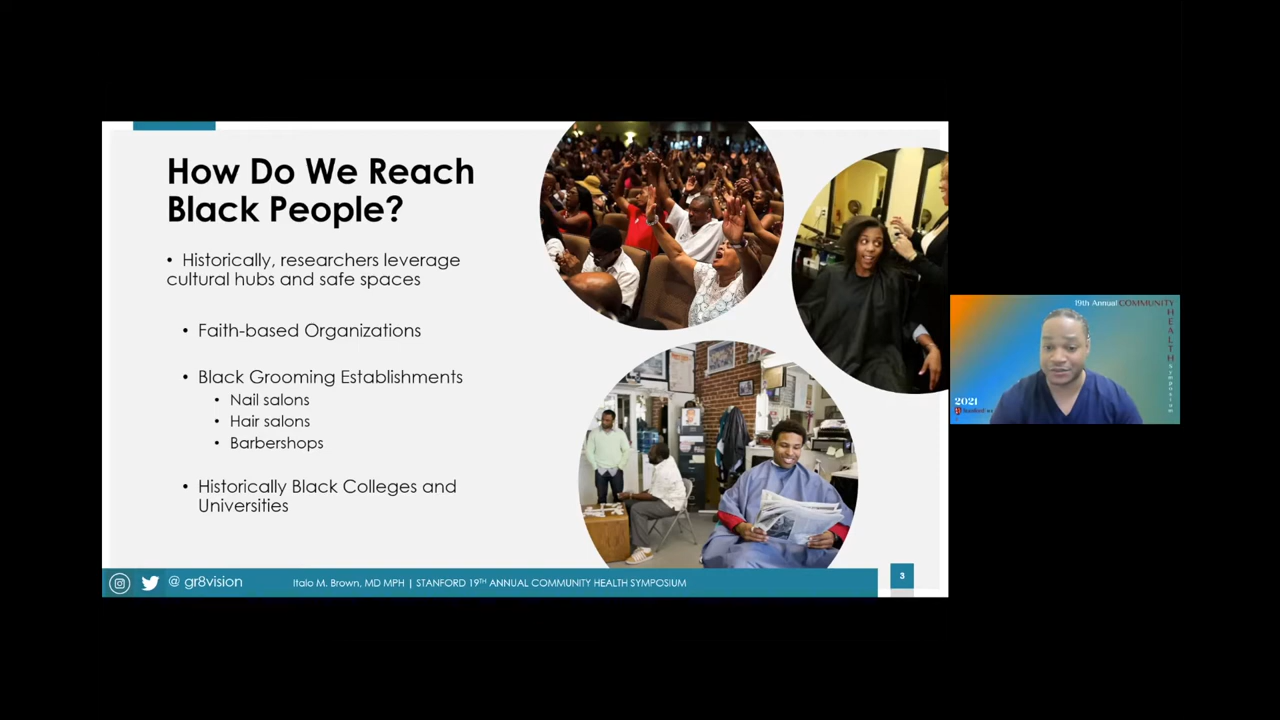 How Do We Reach
Black People?
• Historically, researchers leverage
cultural hubs and safe spaces
• Faith-based Organizations
• Black Grooming Establishments
• Nail salons
• Hair salons
• Barbershops
• Historically Black Colleges and
Universities
@ gr8vision
Italo M. Brown, MD MPH | STANFORD 19TH ANNUAL COMMUNITY HEALTH SYMPOSIUM
3
19th Annual COMMUNITY
HEALTH
Symposium
2021